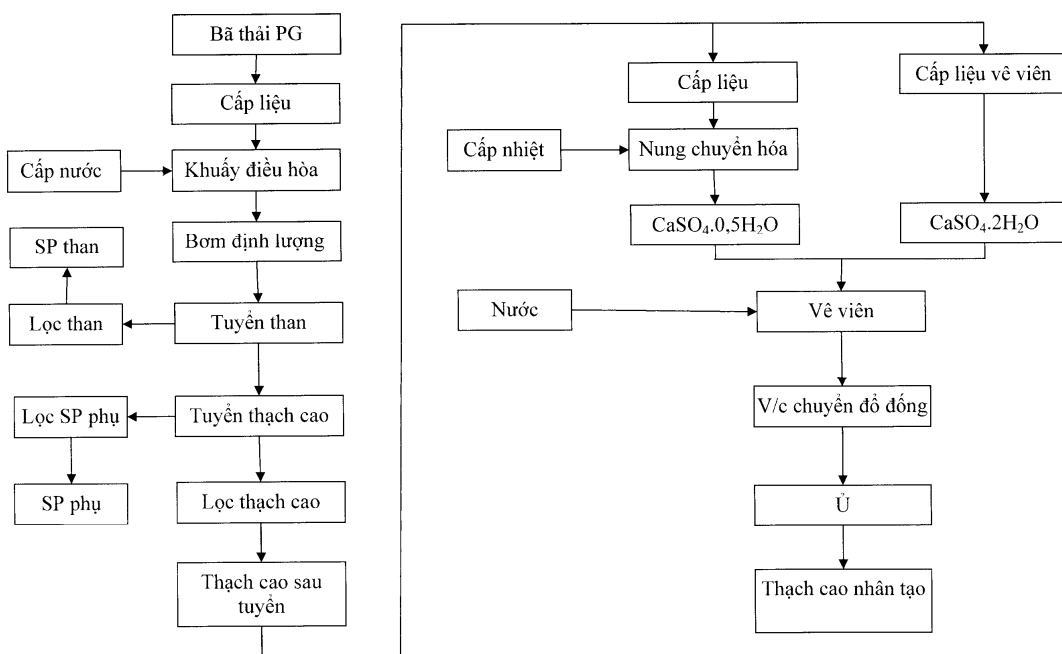 Bã thải PG
Cấp liệu
Cấp nước
Khuấy điều hòa
Bơm định lượng
SP than
Lọc than
Tuyển than
Lọc SP phụ
Tuyển thạch cao
SP phụ
Lọc thạch cao
Thạch cao sau
tuyển
Cấp liệu
Cấp liệu vê viên
Cấp nhiệt
Nung chuyển hóa
CaSO₄.0,5H₂O
CaSO₄.2H₂O
Nước
Vê viên
V/c chuyển đổ đống
Ủ
Thạch cao nhân tạo